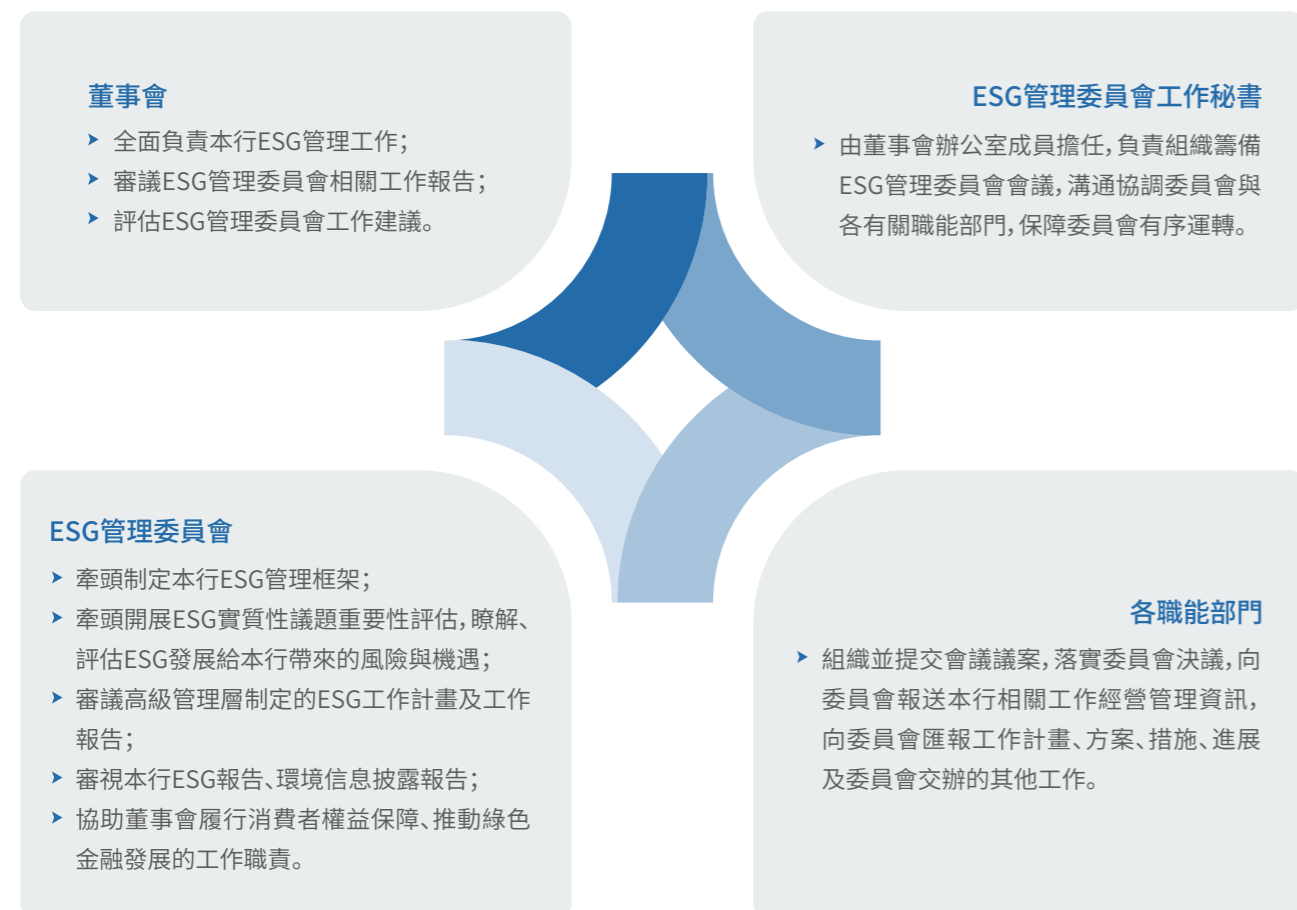 董事會
全面負責本行ESG管理工作；
審議ESG管理委員會相關工作報告；
評估ESG管理委員會工作建議。
ESG管理委員會工作秘書
由董事會辦公室成員擔任，負責組織籌備
ESG管理委員會會議，溝通協調委員會與
各有關職能部門，保障委員會有序運轉。
ESG管理委員會
牽頭制定本行ESG管理框架；
牽頭開展ESG實質性議題重要性評估，瞭解、
評估ESG發展給本行帶來的風險與機遇；
審議高級管理層制定的ESG工作計畫及工作
報告；
審視本行ESG報告、環境信息披露報告；
協助董事會履行消費者權益保障、推動綠色
金融發展的工作職責。
各職能部門
組織並提交會議議案，落實委員會決議，向
委員會報送本行相關工作經營管理資訊，
向委員會匯報工作計畫、方案、措施、進展
及委員會交辦的其他工作。